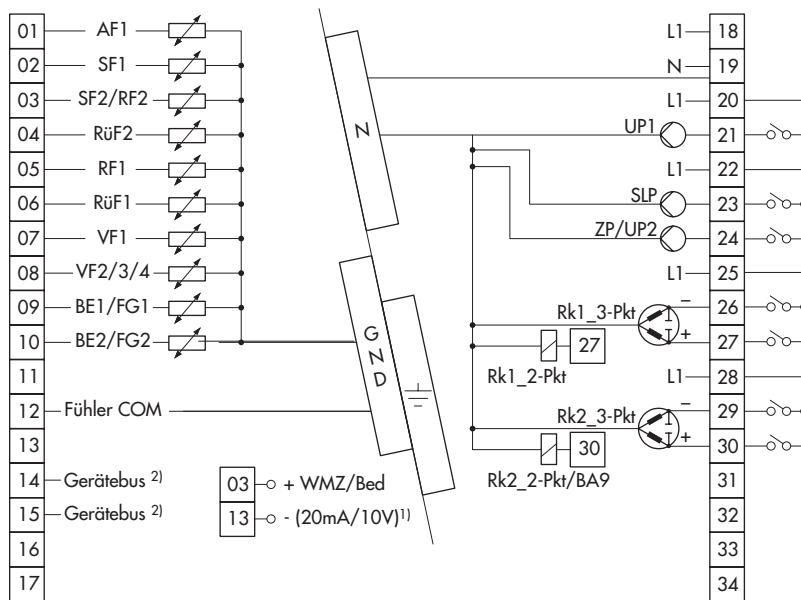 01 AF1
02 SF1
03 SF2/RF2
04 RüF2
05 RF1
06 RüF1
07 VF1
08 VF2/3/4
09 BE1/FG1
10 BE2/FG2
11
12 Fühler COM
13
14 Gerätebus 2)
15 Gerätebus 2)
16
17
03 + WMZ/Bed
13 - (20mA/10V)1)
N
GND
L1 18
N 19
L1 20
UP1 21
L1 22
SLP 23
ZP/UP2 24
L1 25
Rk1_3-Pkt − 26
+ 27
27
Rk1_2-Pkt
L1 28
Rk2_3-Pkt − 29
+ 30
30
Rk2_2-Pkt/BA9
31
32
33
34